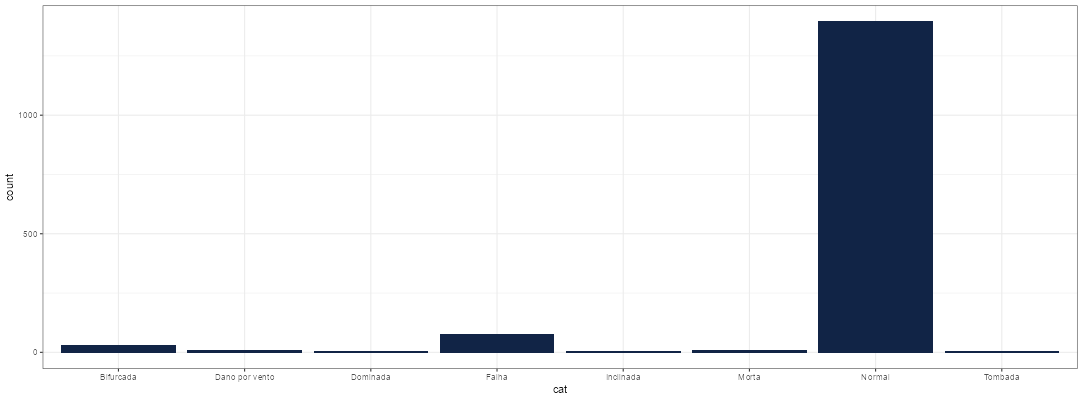 count
1000
500
0
Bifurcada Dano por vento Dominada Falha Inclinada Morta Normal Tombada
cat